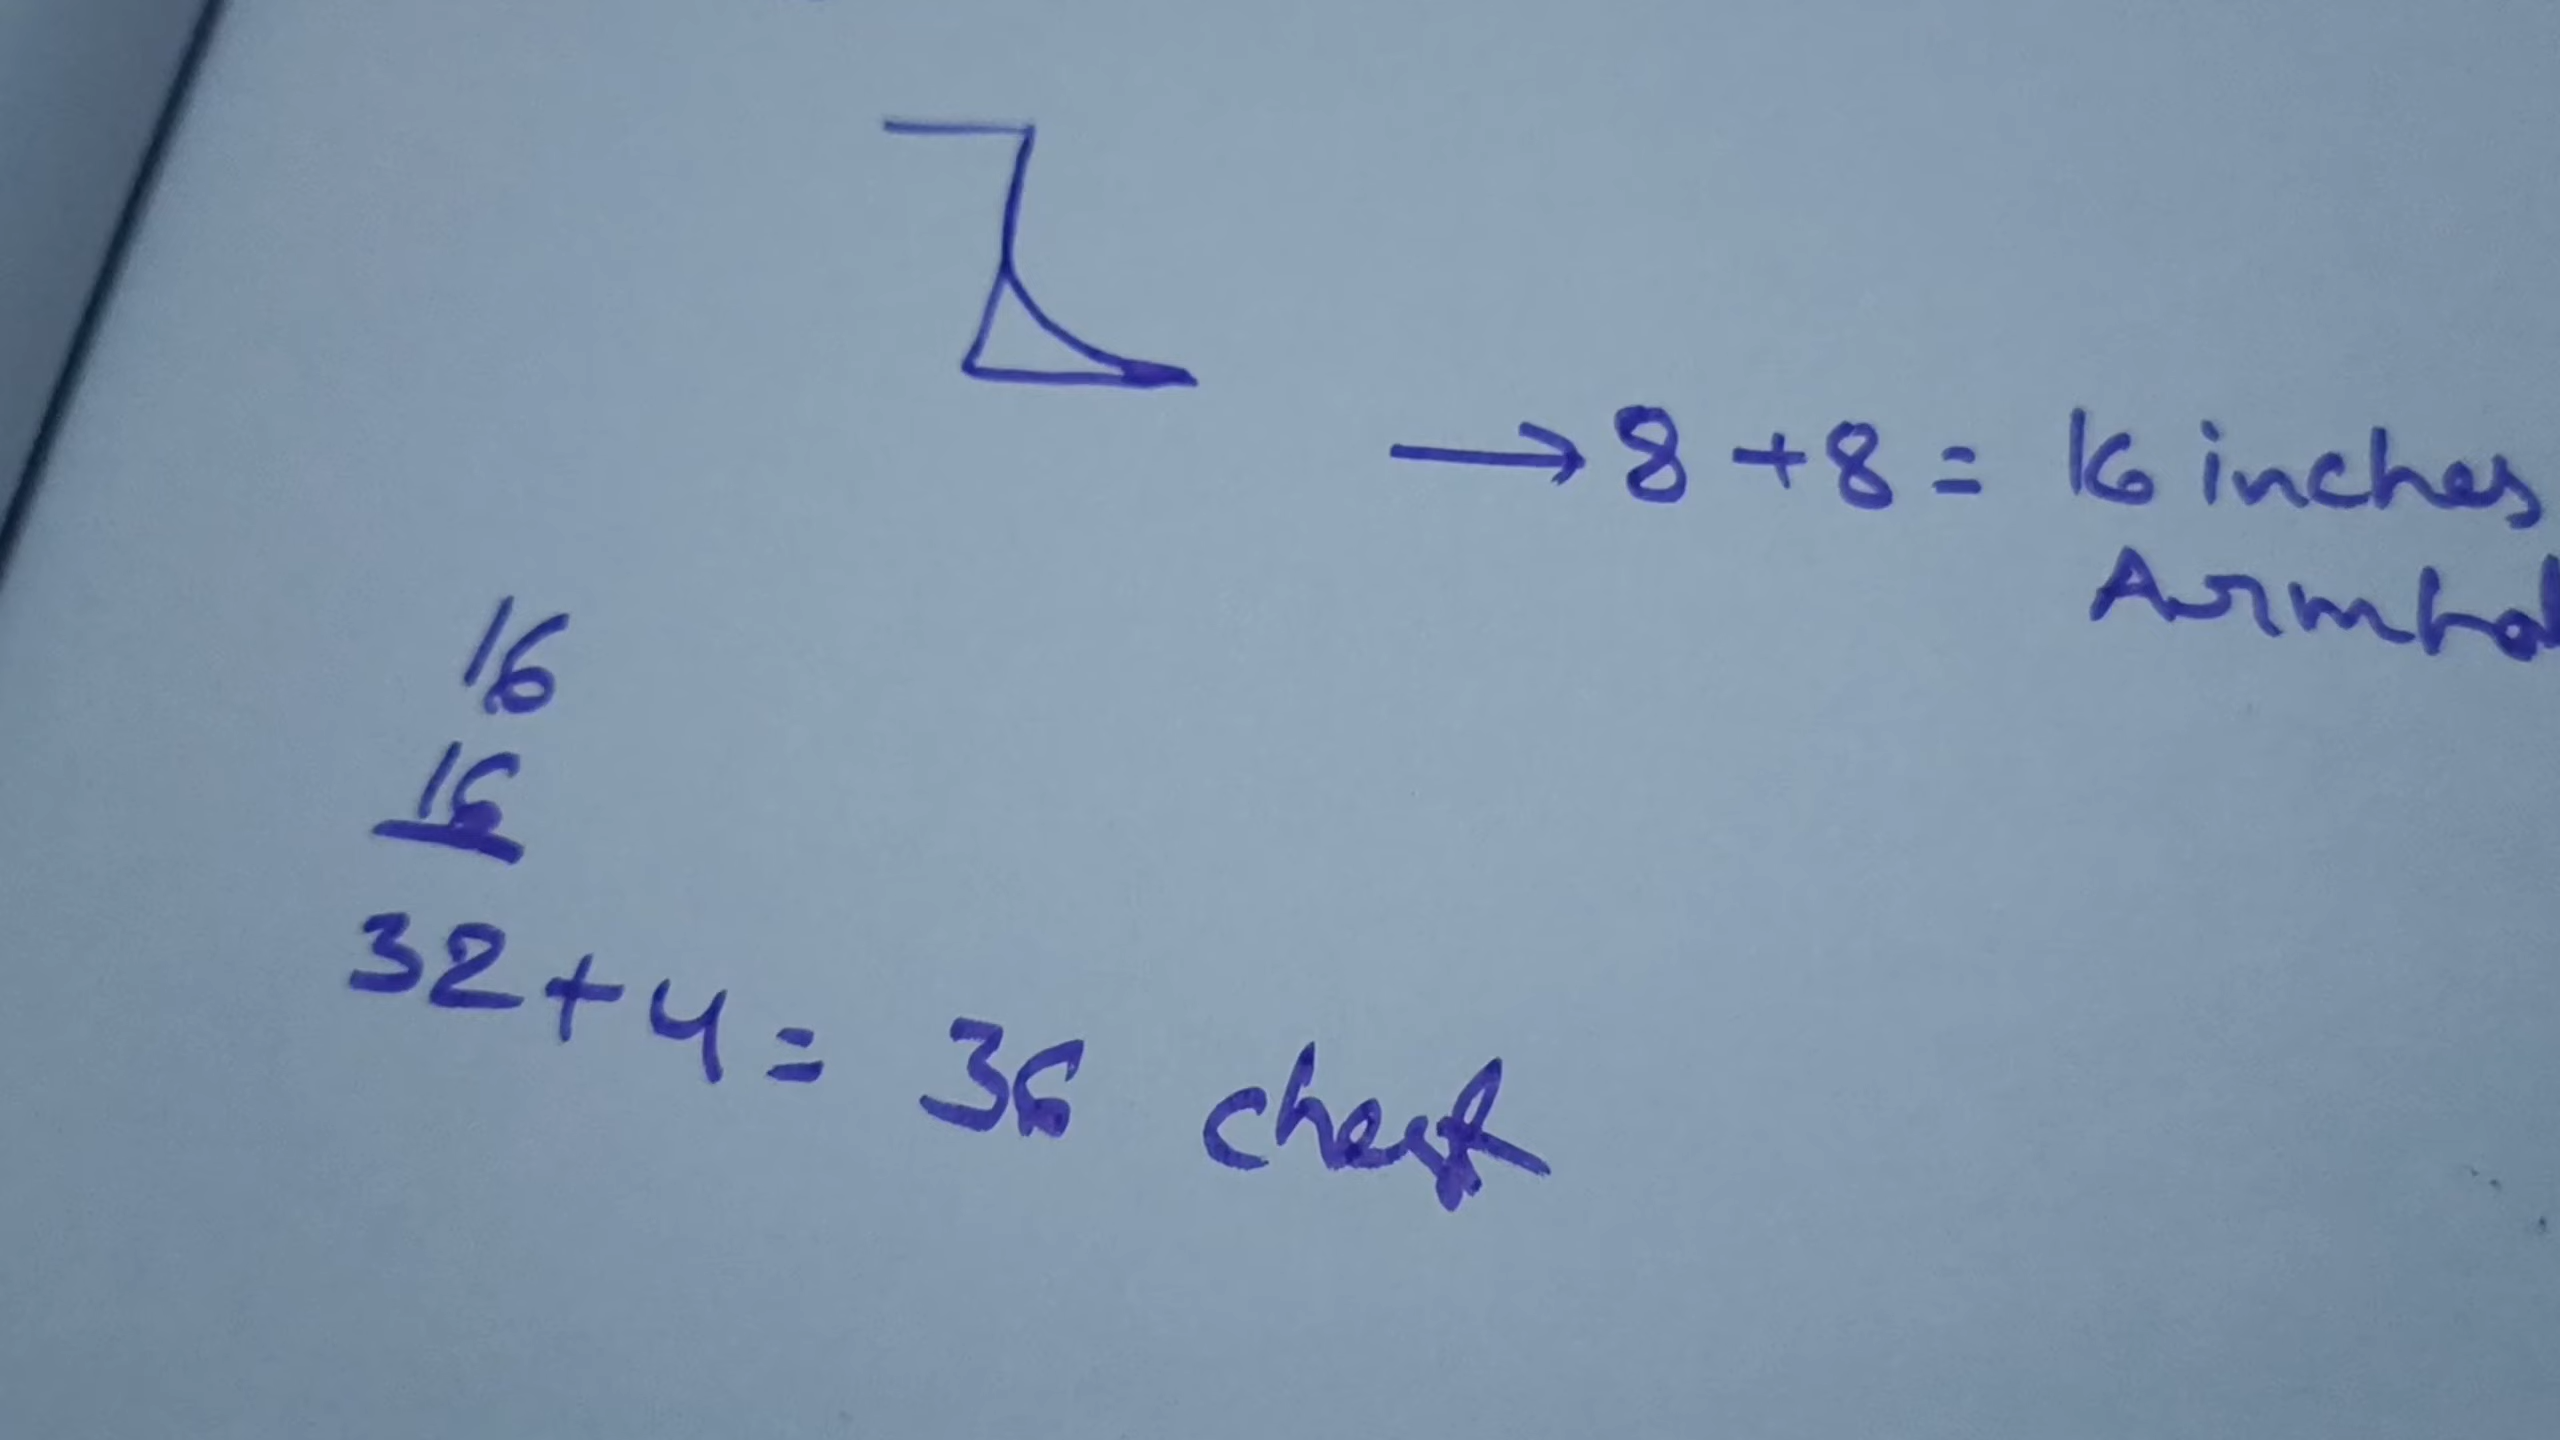 → 8 + 8 = 16 inches
16
16
32 + 4 = 36 chest